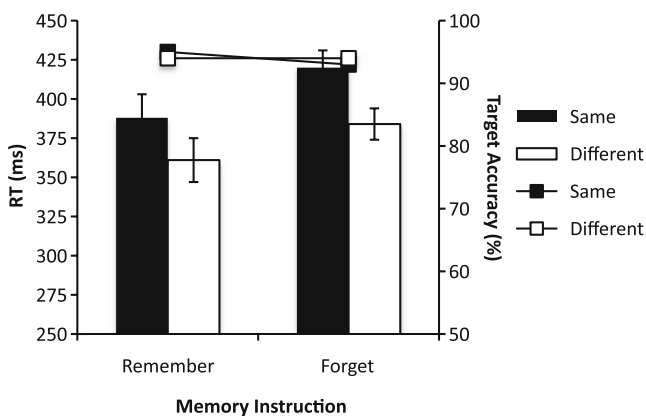 450
425
400
375
350
325
300
275
250
RT (ms)
100
90
80
70
60
50
Target Accuracy (%)
Remember
Forget
Memory Instruction
Same
Different
Same
Different